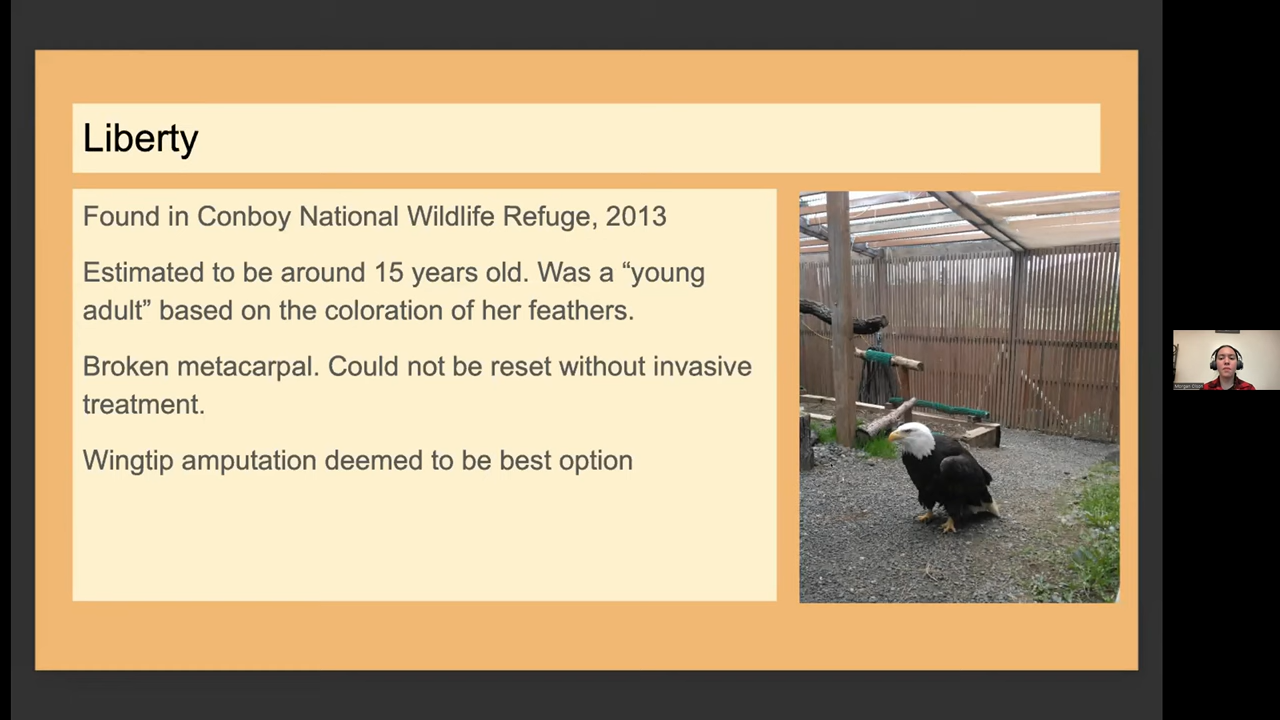 Liberty
Found in Conboy National Wildlife Refuge, 2013
Estimated to be around 15 years old. Was a “young
adult” based on the coloration of her feathers.
Broken metacarpal. Could not be reset without invasive
treatment.
Wingtip amputation deemed to be best option